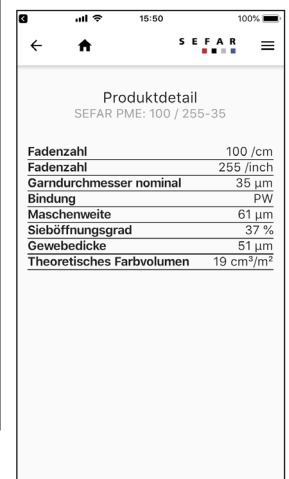 15:50
100%
SEFAR
Produktdetail
SEFAR PME: 100 / 255-35
Fadenzahl 100 /cm
Fadenzahl 255 /inch
Garndurchmesser nominal 35 µm
Bindung PW
Maschenweite 61 µm
Sieböffnungsgrad 37 %
Gewebedicke 51 µm
Theoretisches Farbvolumen 19 cm³/m²